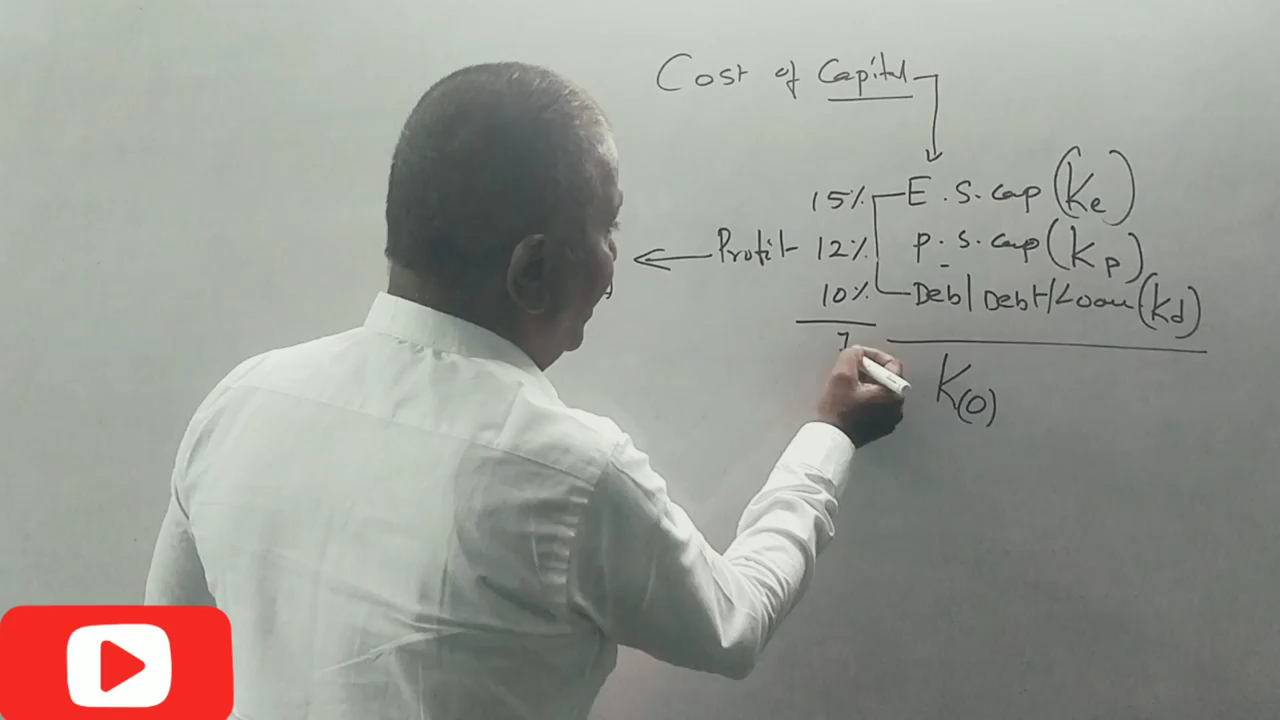 Cost of Capital
15% E. S. Cap (Ke)
Profit 12% P. S. Cap (Kp)
10% Deb/Debt/Loan (Kd)
K(0)